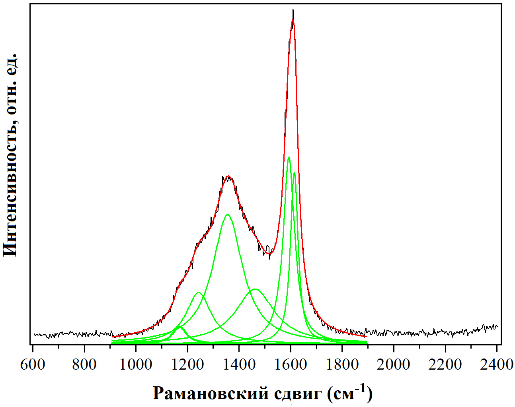 Интенсивность, отн. ед.
600 800 1000 1200 1400 1600 1800 2000 2200 2400
Рамановский сдвиг (см-1)